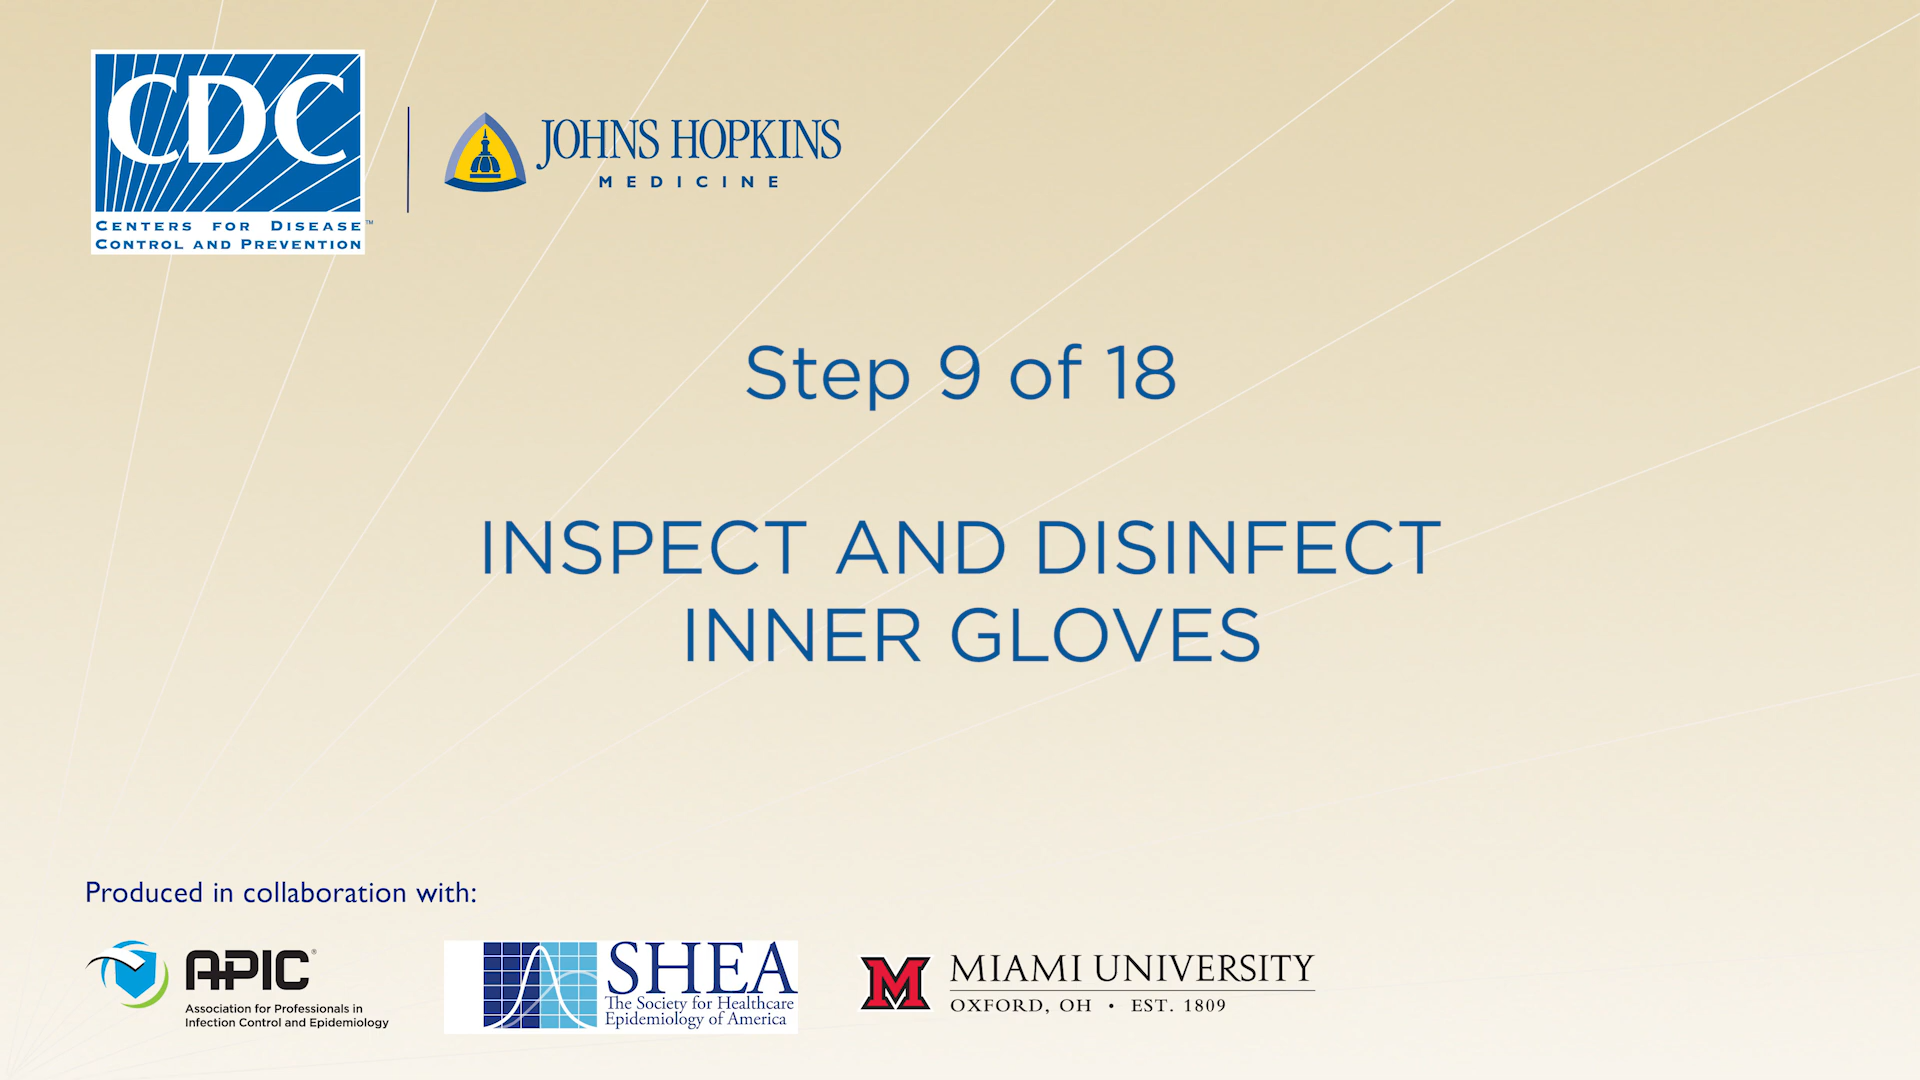 CDC
CENTERS FOR DISEASE™
CONTROL AND PREVENTION
JOHNS HOPKINS
MEDICINE
Step 9 of 18
INSPECT AND DISINFECT
INNER GLOVES
Produced in collaboration with:
APIC®
Association for Professionals in
Infection Control and Epidemiology
SHEA
The Society for Healthcare
Epidemiology of America
M
MIAMI UNIVERSITY
OXFORD, OH • EST. 1809